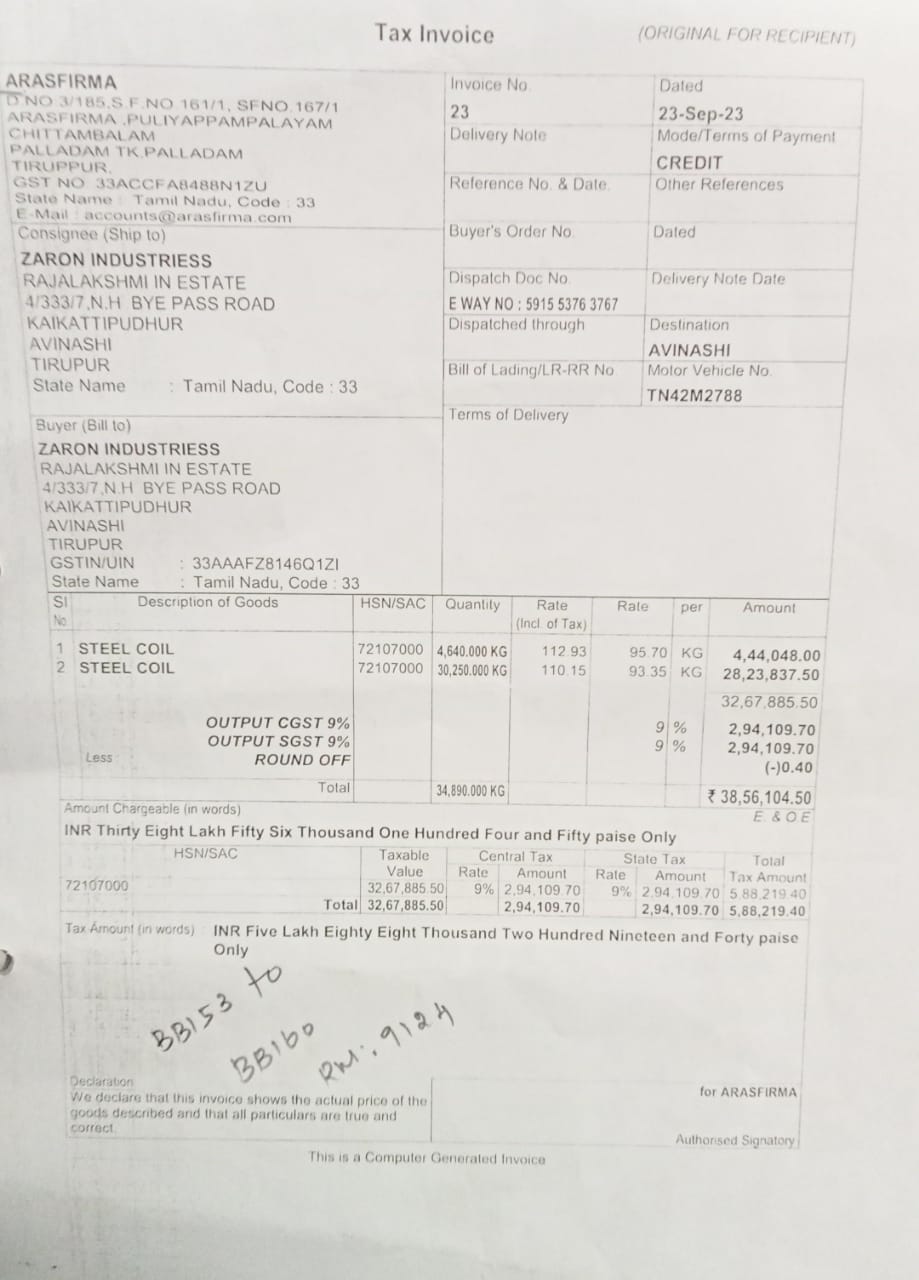 Tax Invoice
(ORIGINAL FOR RECIPIENT)
ARASFIRMA
D.NO 3/185,S.F.NO 161/1, SFNO.167/1
ARASFIRMA ,PULIYAPPAMPALAYAM
CHITTAMBALAM
PALLADAM TK,PALLADAM
TIRUPPUR,
GST NO 33ACCFA8488N1ZU
State Name : Tamil Nadu, Code : 33
E-Mail : accounts@arasfirma.com
Invoice No.
23
Dated
23-Sep-23
Delivery Note
Mode/Terms of Payment
CREDIT
Reference No. & Date.
Other References
Buyer's Order No.
Dated
Dispatch Doc No.
E WAY NO : 5915 5376 3767
Delivery Note Date
Dispatched through
Destination
AVINASHI
Bill of Lading/LR-RR No.
Motor Vehicle No.
TN42M2788
Terms of Delivery
Consignee (Ship to)
ZARON INDUSTRIESS
RAJALAKSHMI IN ESTATE
4/333/7,N.H BYE PASS ROAD
KAIKATTIPUDHUR
AVINASHI
TIRUPUR
State Name : Tamil Nadu, Code : 33
Buyer (Bill to)
ZARON INDUSTRIESS
RAJALAKSHMI IN ESTATE
4/333/7,N.H BYE PASS ROAD
KAIKATTIPUDHUR
AVINASHI
TIRUPUR
GSTIN/UIN : 33AAAFZ8146Q1ZI
State Name : Tamil Nadu, Code : 33
Sl No. Description of Goods HSN/SAC Quantity Rate (Incl. of Tax) Rate per Amount
1 STEEL COIL 72107000 4,640.000 KG 112.93 95.70 KG 4,44,048.00
2 STEEL COIL 72107000 30,250.000 KG 110.15 93.35 KG 28,23,837.50
32,67,885.50
OUTPUT CGST 9% 9 % 2,94,109.70
OUTPUT SGST 9% 9 % 2,94,109.70
Less : ROUND OFF (-)0.40
Total 34,890.000 KG ₹ 38,56,104.50
Amount Chargeable (in words) E. & O.E
INR Thirty Eight Lakh Fifty Six Thousand One Hundred Four and Fifty paise Only
HSN/SAC Taxable Value Central Tax State Tax Total Tax Amount
Rate Amount Rate Amount
72107000 32,67,885.50 9% 2,94,109.70 9% 2,94,109.70 5,88,219.40
Total 32,67,885.50 2,94,109.70 2,94,109.70 5,88,219.40
Tax Amount (in words) : INR Five Lakh Eighty Eight Thousand Two Hundred Nineteen and Forty paise
Only
BB153 to
BB160
RM:. 9124
Declaration
We declare that this invoice shows the actual price of the
goods described and that all particulars are true and
correct.
for ARASFIRMA
Authorised Signatory
This is a Computer Generated Invoice